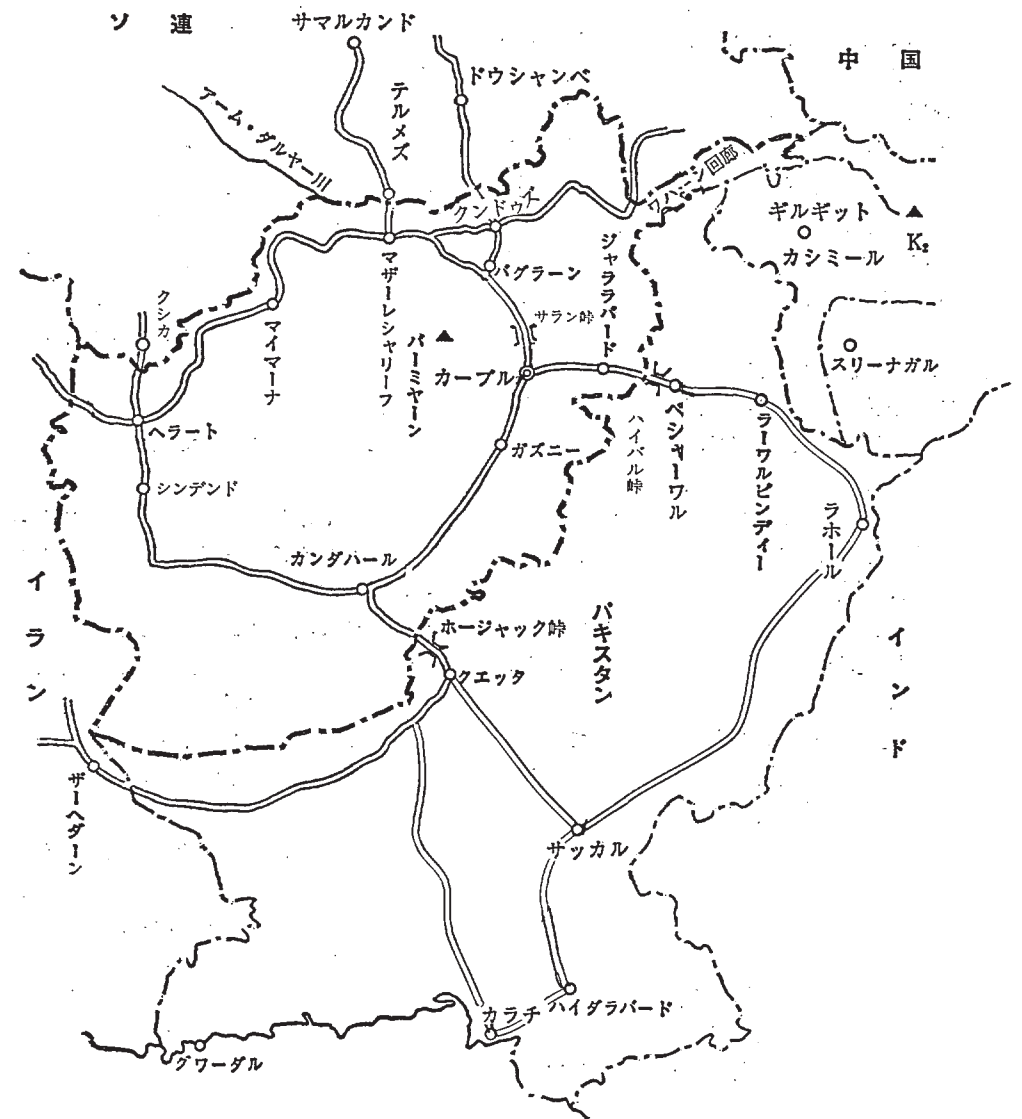 ソ連
サマルカンド
ドウシャンベ
中国
テルメズ
アーム・ダルヤー川
ワハーン回廊
クンドゥズ
ギルギット
K₂
カシミール
マザーレシャリーフ
バグラーン
ジャララバード
クシカ
マイマーナ
サラン峠
バーミヤーン
カーブル
スリーナガル
ヘラート
ガズニー
ハイバル峠
ペシャーワル
ラーワルピンディー
シンデンド
ラホール
カンダハール
イラン
ホージャック峠
パキスタン
インド
クエッタ
ザーヘダーン
サッカル
カラチ
ハイダラバード
グワーダル